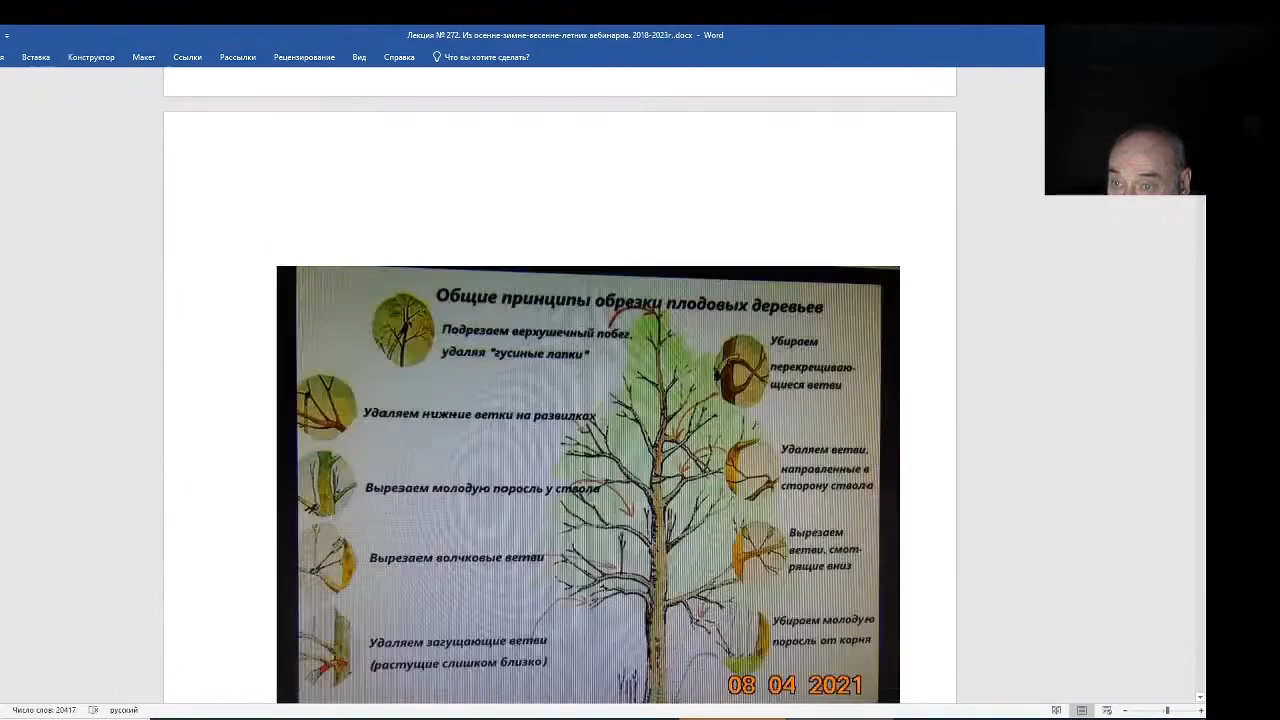 Лекция № 272. Из осенне-зимне-весенне-летних вебинаров. 2018-2023г..docx - Word
Вставка Конструктор Макет Ссылки Рассылки Рецензирование Вид Справка Что вы хотите сделать?
Общие принципы обрезки плодовых деревьев
Подрезаем верхушечный побег,
удаляя "гусиные лапки"
Удаляем нижние ветки на развилках
Вырезаем молодую поросль у ствола
Вырезаем волчковые ветви
Удаляем загущающие ветви
(растущие слишком близко)
Убираем
перекрещиваю-
щиеся ветви
Удаляем ветви,
направленные в
сторону ствола
Вырезаем
ветви, смот-
рящие вниз
Убираем молодую
поросль от корня
08 04 2021
Число слов: 20417 русский